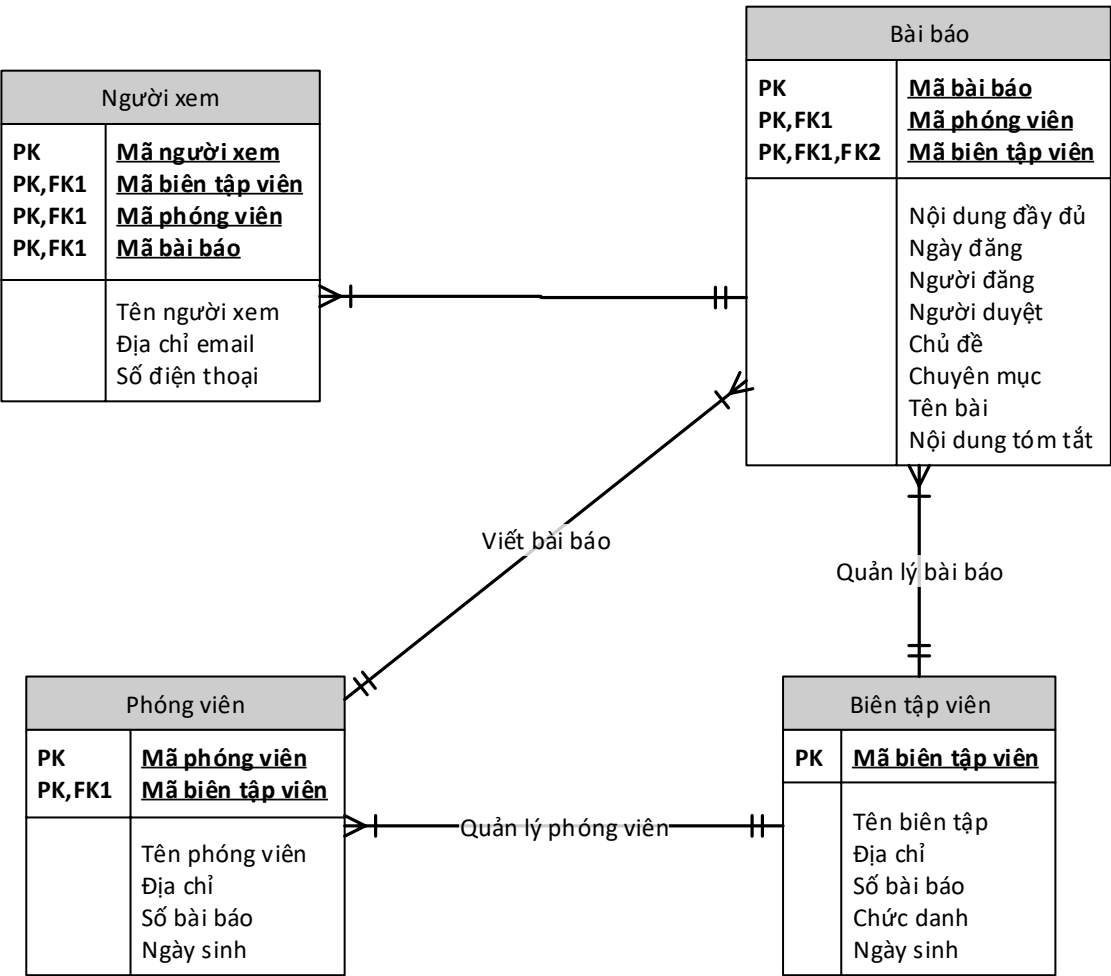 Bài báo
PK Mã bài báo
PK,FK1 Mã phóng viên
PK,FK1,FK2 Mã biên tập viên
Nội dung đầy đủ
Ngày đăng
Người đăng
Người duyệt
Chủ đề
Chuyên mục
Tên bài
Nội dung tóm tắt
Người xem
PK Mã người xem
PK,FK1 Mã biên tập viên
PK,FK1 Mã phóng viên
PK,FK1 Mã bài báo
Tên người xem
Địa chỉ email
Số điện thoại
Viết bài báo
Quản lý bài báo
Phóng viên
PK Mã phóng viên
PK,FK1 Mã biên tập viên
Tên phóng viên
Địa chỉ
Số bài báo
Ngày sinh
Quản lý phóng viên
Biên tập viên
PK Mã biên tập viên
Tên biên tập
Địa chỉ
Số bài báo
Chức danh
Ngày sinh